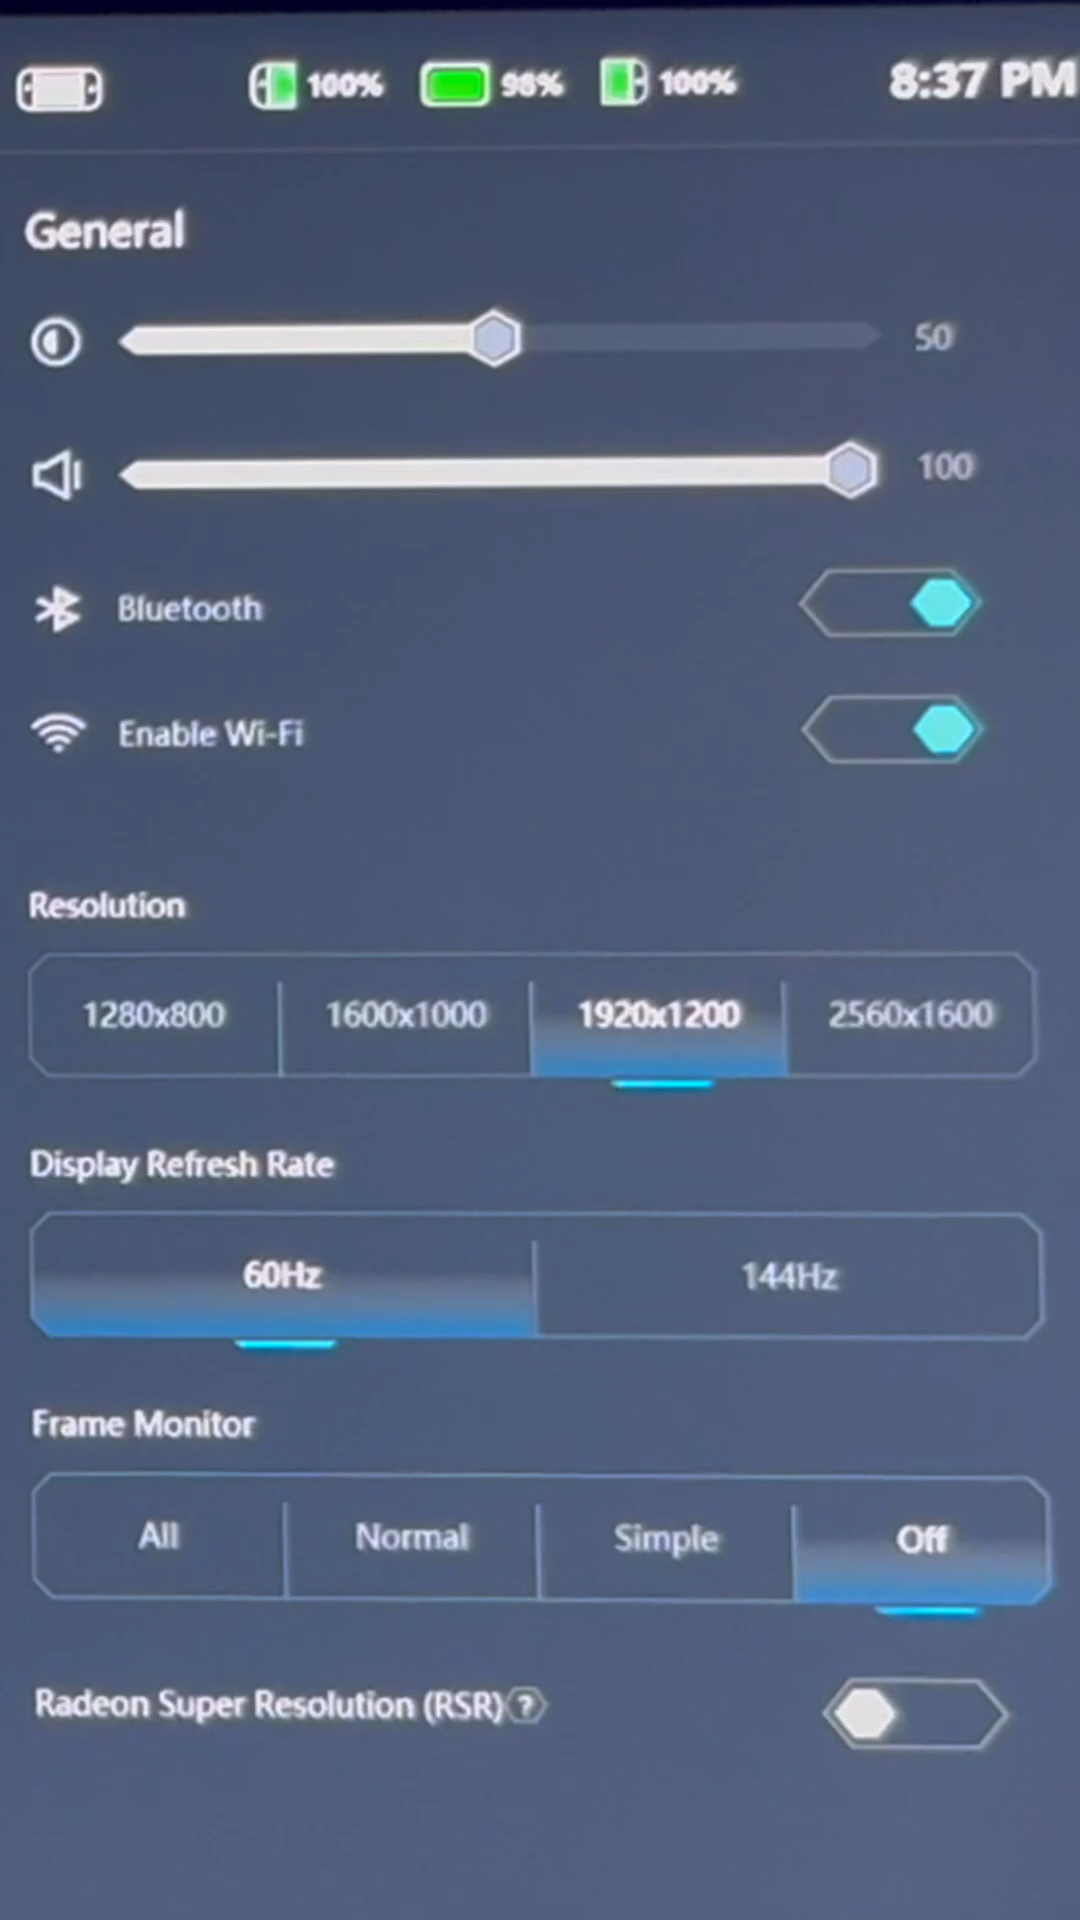 100% 98% 100% 8:37 PM
General
50
100
Bluetooth
Enable Wi-Fi
Resolution
1280x800 1600x1000 1920x1200 2560x1600
Display Refresh Rate
60Hz 144Hz
Frame Monitor
All Normal Simple Off
Radeon Super Resolution (RSR) ?